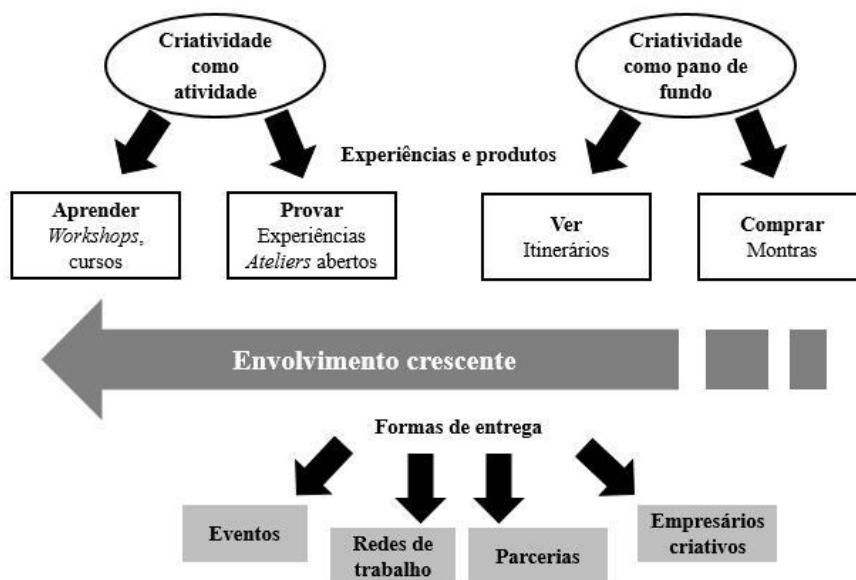 Criatividade
como
atividade
Criatividade
como pano de
fundo
Experiências e produtos
Aprender
Workshops,
cursos
Provar
Experiências
Ateliers abertos
Ver
Itinerários
Comprar
Montras
Envolvimento crescente
Formas de entrega
Eventos
Redes de
trabalho
Parcerias
Empresários
criativos